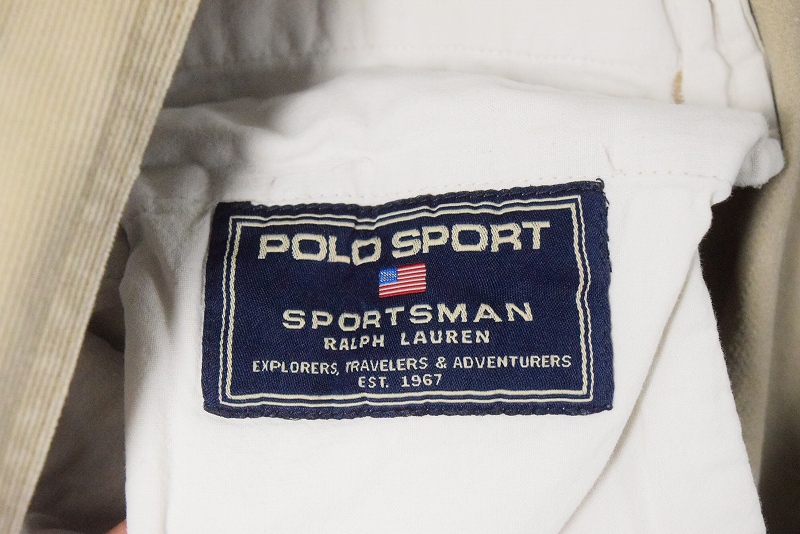 POLO SPORT
SPORTSMAN
RALPH LAUREN
EXPLORERS, TRAVELERS & ADVENTURERS
EST. 1967